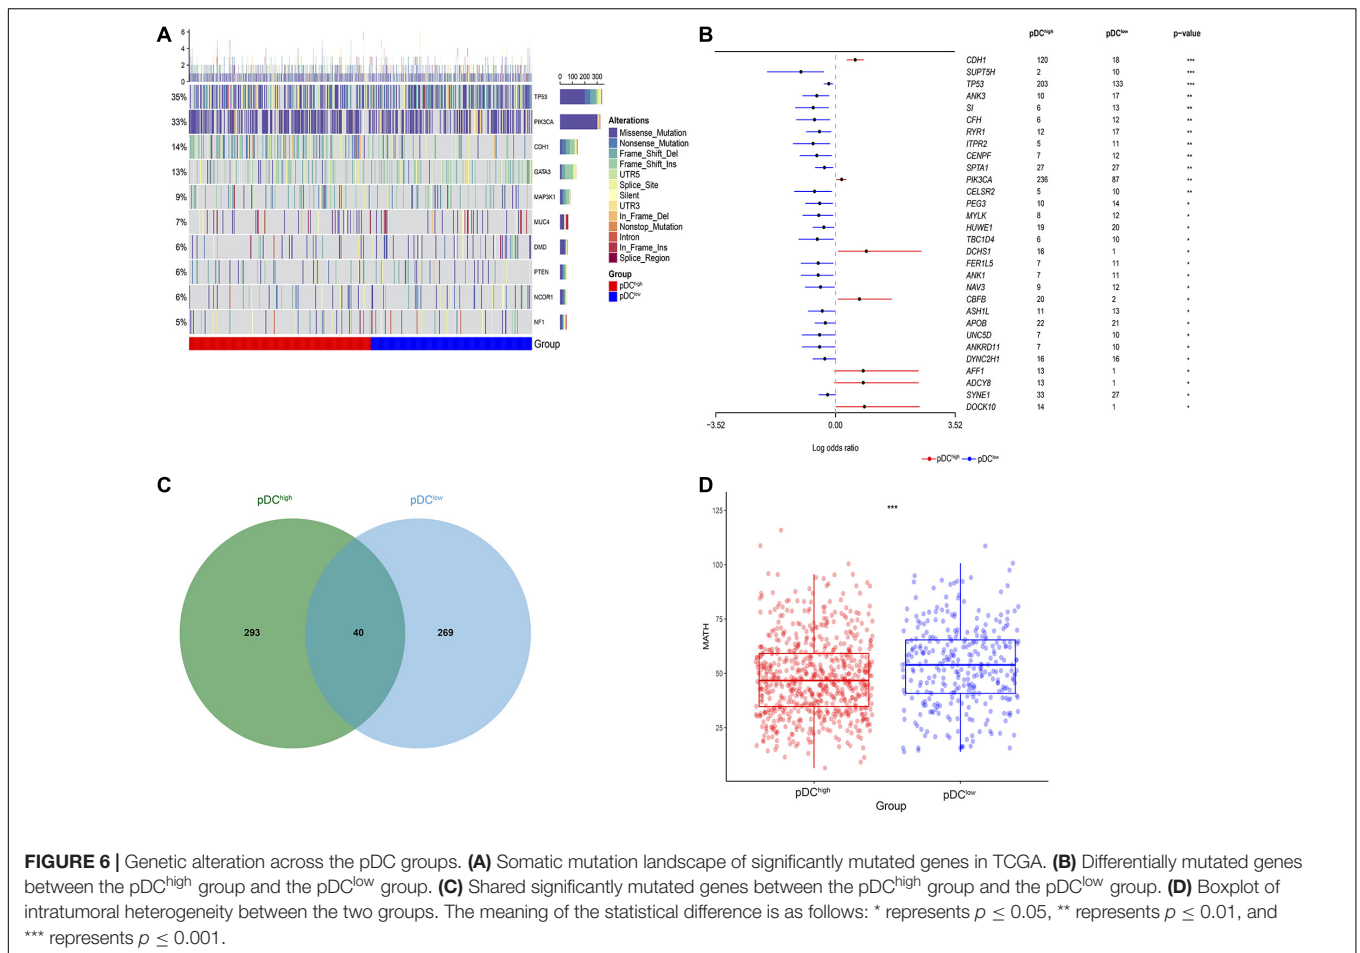 A
6
4
2
0
0 100 200 300
35% TP53
33% PIK3CA
14% CDH1
13% GATA3
9% MAP3K1
7% MUC4
6% DMD
6% PTEN
6% NCOR1
5% NF1
Group
Alterations
Missense_Mutation
Nonsense_Mutation
Frame_Shift_Del
Frame_Shift_Ins
UTR5
Splice_Site
Silent
UTR3
In_Frame_Del
Nonstop_Mutation
Intron
In_Frame_Ins
Splice_Region
Group
pDChigh
pDClow
B
pDChigh pDClow p-value
CDH1 120 18 ***
SUPT5H 2 10 ***
TP53 203 133 ***
ANK3 10 17 **
SI 6 13 **
CFH 6 12 **
RYR1 12 17 **
ITPR2 5 11 **
CENPF 7 12 **
SPTA1 27 27 **
PIK3CA 236 87 **
CELSR2 5 10 **
PEG3 10 14 *
MYLK 8 12 *
HUWE1 19 20 *
TBC1D4 6 10 *
DCHS1 16 1 *
FER1L5 7 11 *
ANK1 7 11 *
NAV3 9 12 *
CBFB 20 2 *
ASH1L 11 13 *
APOB 22 21 *
UNC5D 7 10 *
ANKRD11 7 10 *
DYNC2H1 16 16 *
AFF1 13 1 *
ADCY8 13 1 *
SYNE1 33 27 *
DOCK10 14 1 *
−3.52 0.00 3.52
Log odds ratio
pDChigh pDClow
C
pDChigh pDClow
293 40 269
D
***
125
100
75
50
25
MATH
pDChigh pDClow
Group
FIGURE 6 | Genetic alteration across the pDC groups. (A) Somatic mutation landscape of significantly mutated genes in TCGA. (B) Differentially mutated genes
between the pDChigh group and the pDClow group. (C) Shared significantly mutated genes between the pDChigh group and the pDClow group. (D) Boxplot of
intratumoral heterogeneity between the two groups. The meaning of the statistical difference is as follows: * represents p ≤ 0.05, ** represents p ≤ 0.01, and
*** represents p ≤ 0.001.